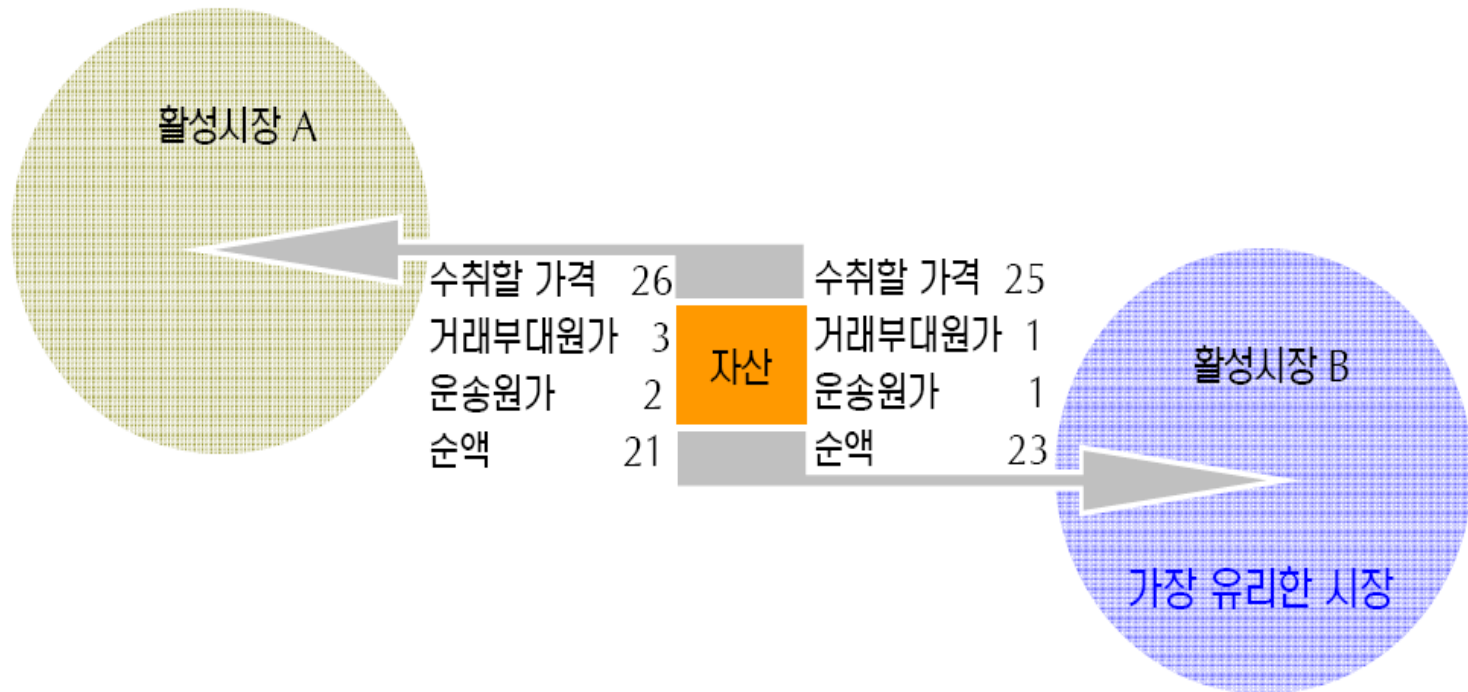 활성시장 A
수취할 가격 26
거래부대원가 3
운송원가 2
순액 21
자산
수취할 가격 25
거래부대원가 1
운송원가 1
순액 23
활성시장 B
가장 유리한 시장